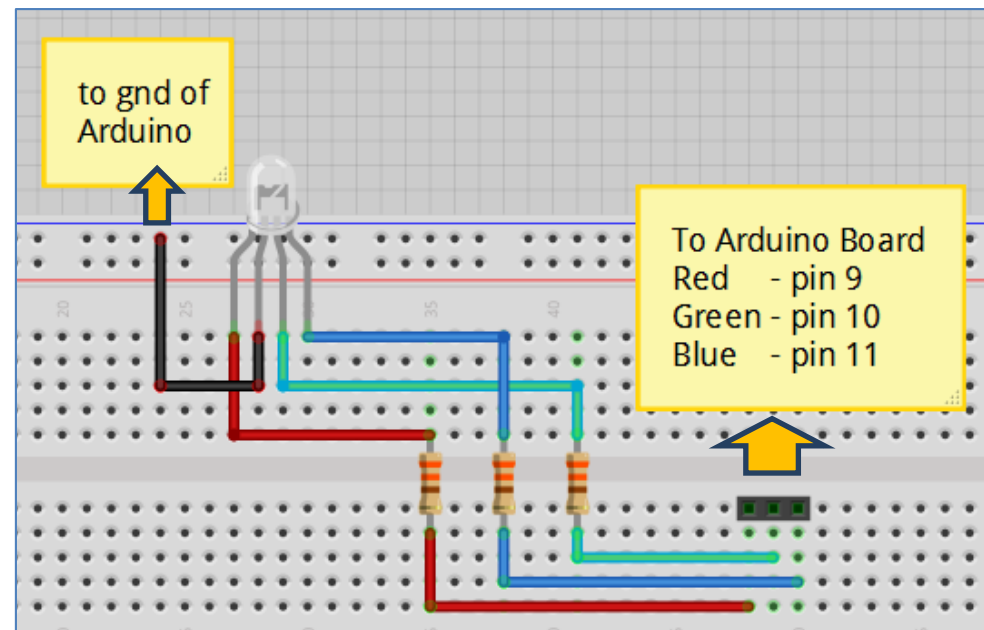 to gnd of
Arduino
To Arduino Board
Red - pin 9
Green - pin 10
Blue - pin 11
20
25
35
40